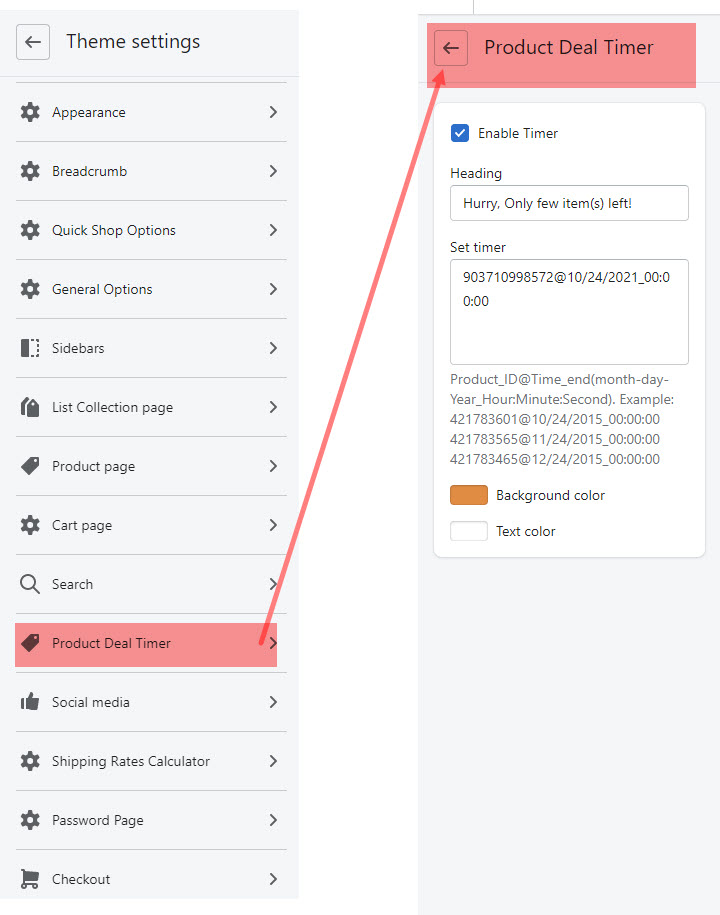 Theme settings
Appearance
Breadcrumb
Quick Shop Options
General Options
Sidebars
List Collection page
Product page
Cart page
Search
Product Deal Timer
Social media
Shipping Rates Calculator
Password Page
Checkout
Product Deal Timer
Enable Timer
Heading
Hurry, Only few item(s) left!
Set timer
903710998572@10/24/2021_00:0
0:00
Product_ID@Time_end(month-day-
Year_Hour:Minute:Second). Example:
421783601@10/24/2015_00:00:00
421783565@11/24/2015_00:00:00
421783465@12/24/2015_00:00:00
Background color
Text color